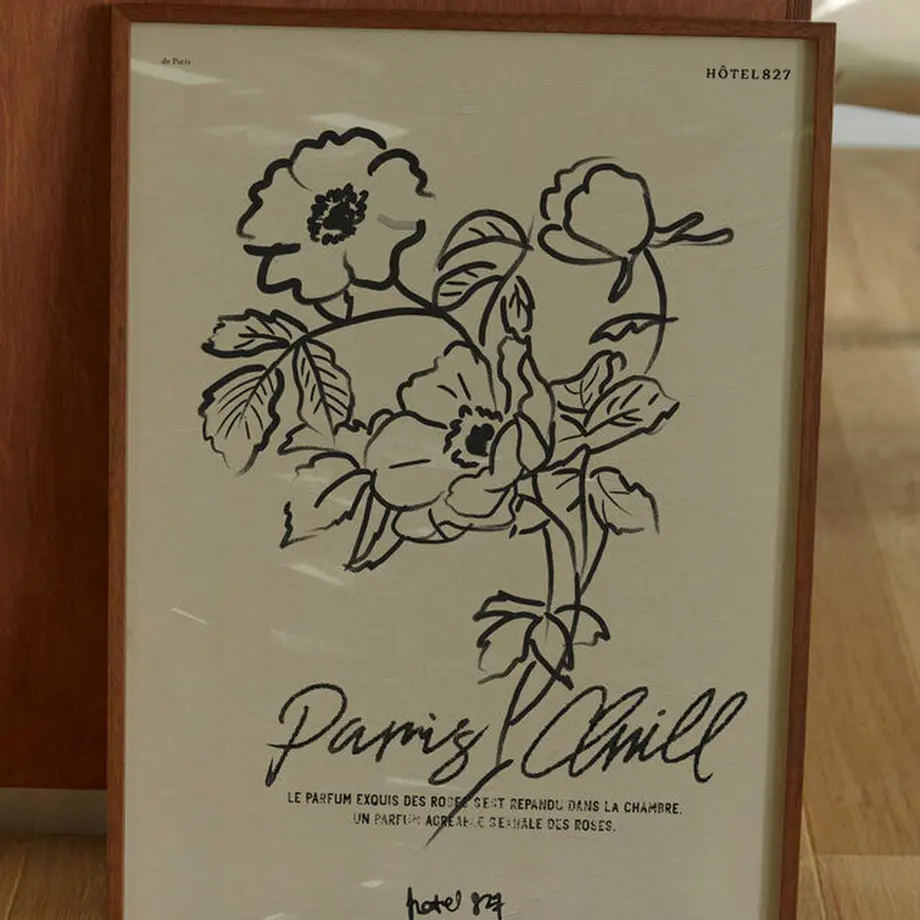 de Paris
HÔTEL827
Paris Chill
LE PARFUM EXQUIS DES ROSES S'EST REPANDU DANS LA CHAMBRE.
UN PARFUM AGREABLE S'EXHALE DES ROSES.
hotel 827